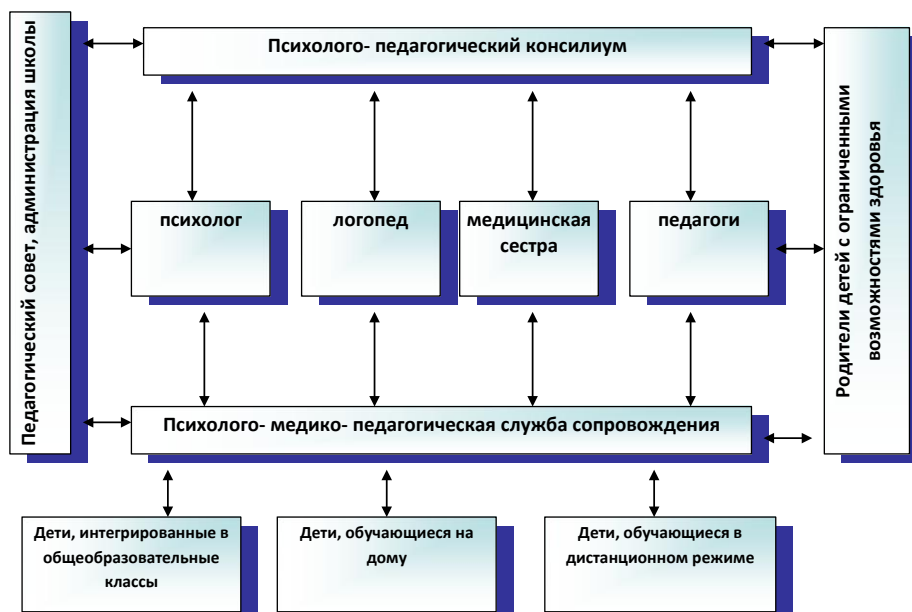 Психолого- педагогический консилиум
Педагогический совет, администрация школы
Родители детей с ограниченными
возможностями здоровья
психолог
логопед
медицинская
сестра
педагоги
Психолого- медико- педагогическая служба сопровождения
Дети, интегрированные в
общеобразовательные
классы
Дети, обучающиеся на
дому
Дети, обучающиеся в
дистанционном режиме